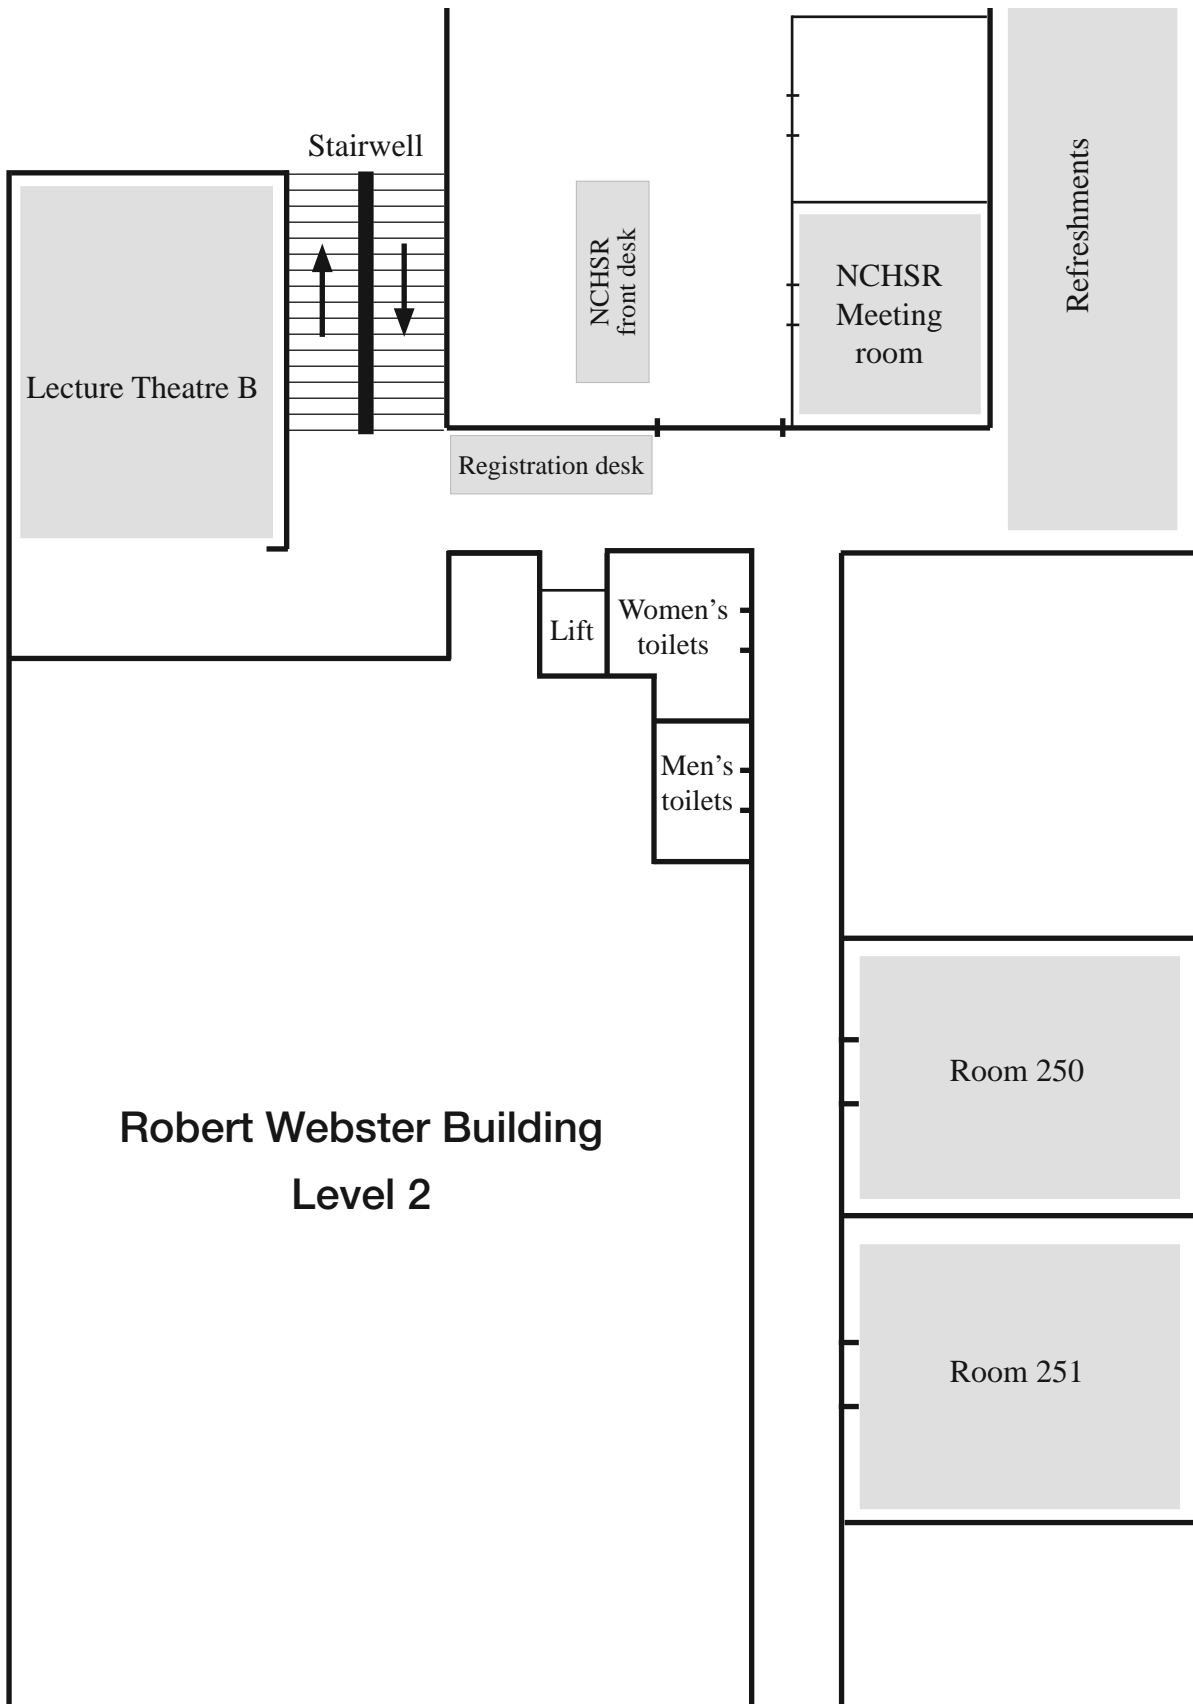 Stairwell
Lecture Theatre B
NCHSR
front desk
NCHSR
Meeting
room
Refreshments
Registration desk
Lift
Women’s
toilets
Men’s
toilets
Room 250
Robert Webster Building
Level 2
Room 251